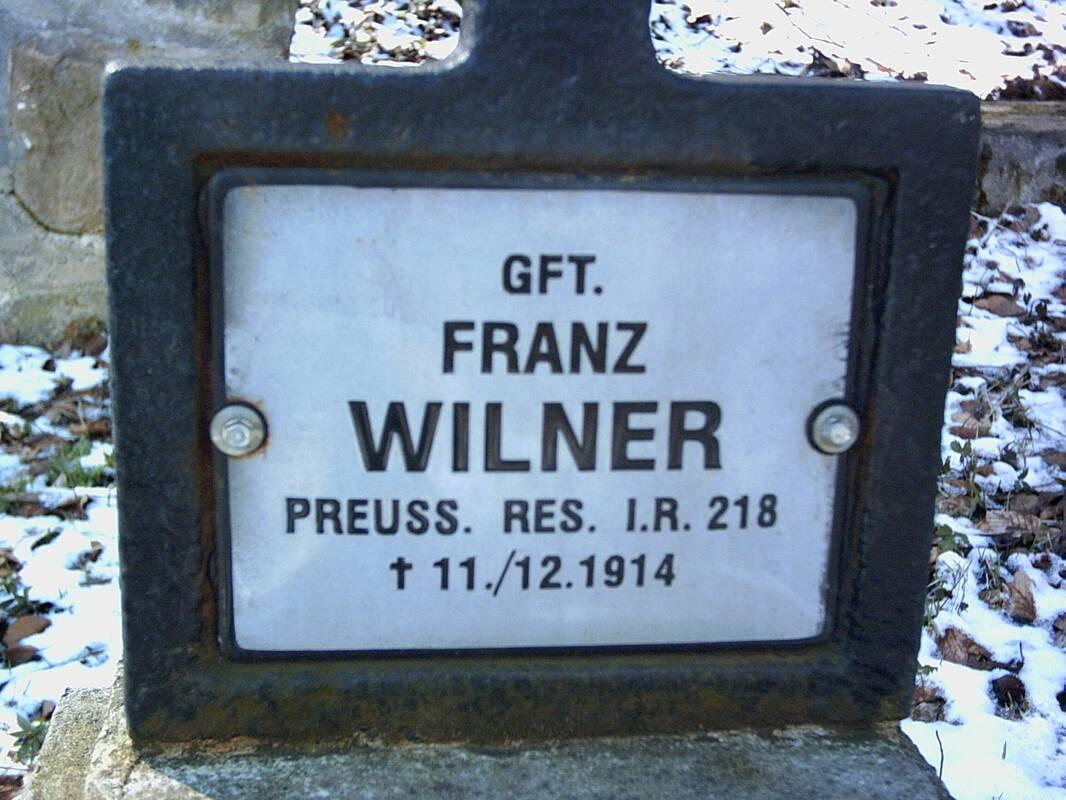 GFT.
FRANZ
WILNER
PREUSS. RES. I.R. 218
† 11./12.1914